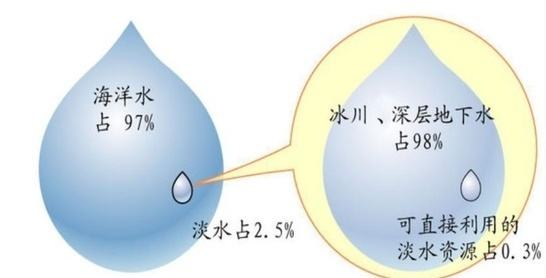 海洋水
占 97%
淡水占2.5%
冰川、深层地下水
占98%
可直接利用的
淡水资源占0.3%